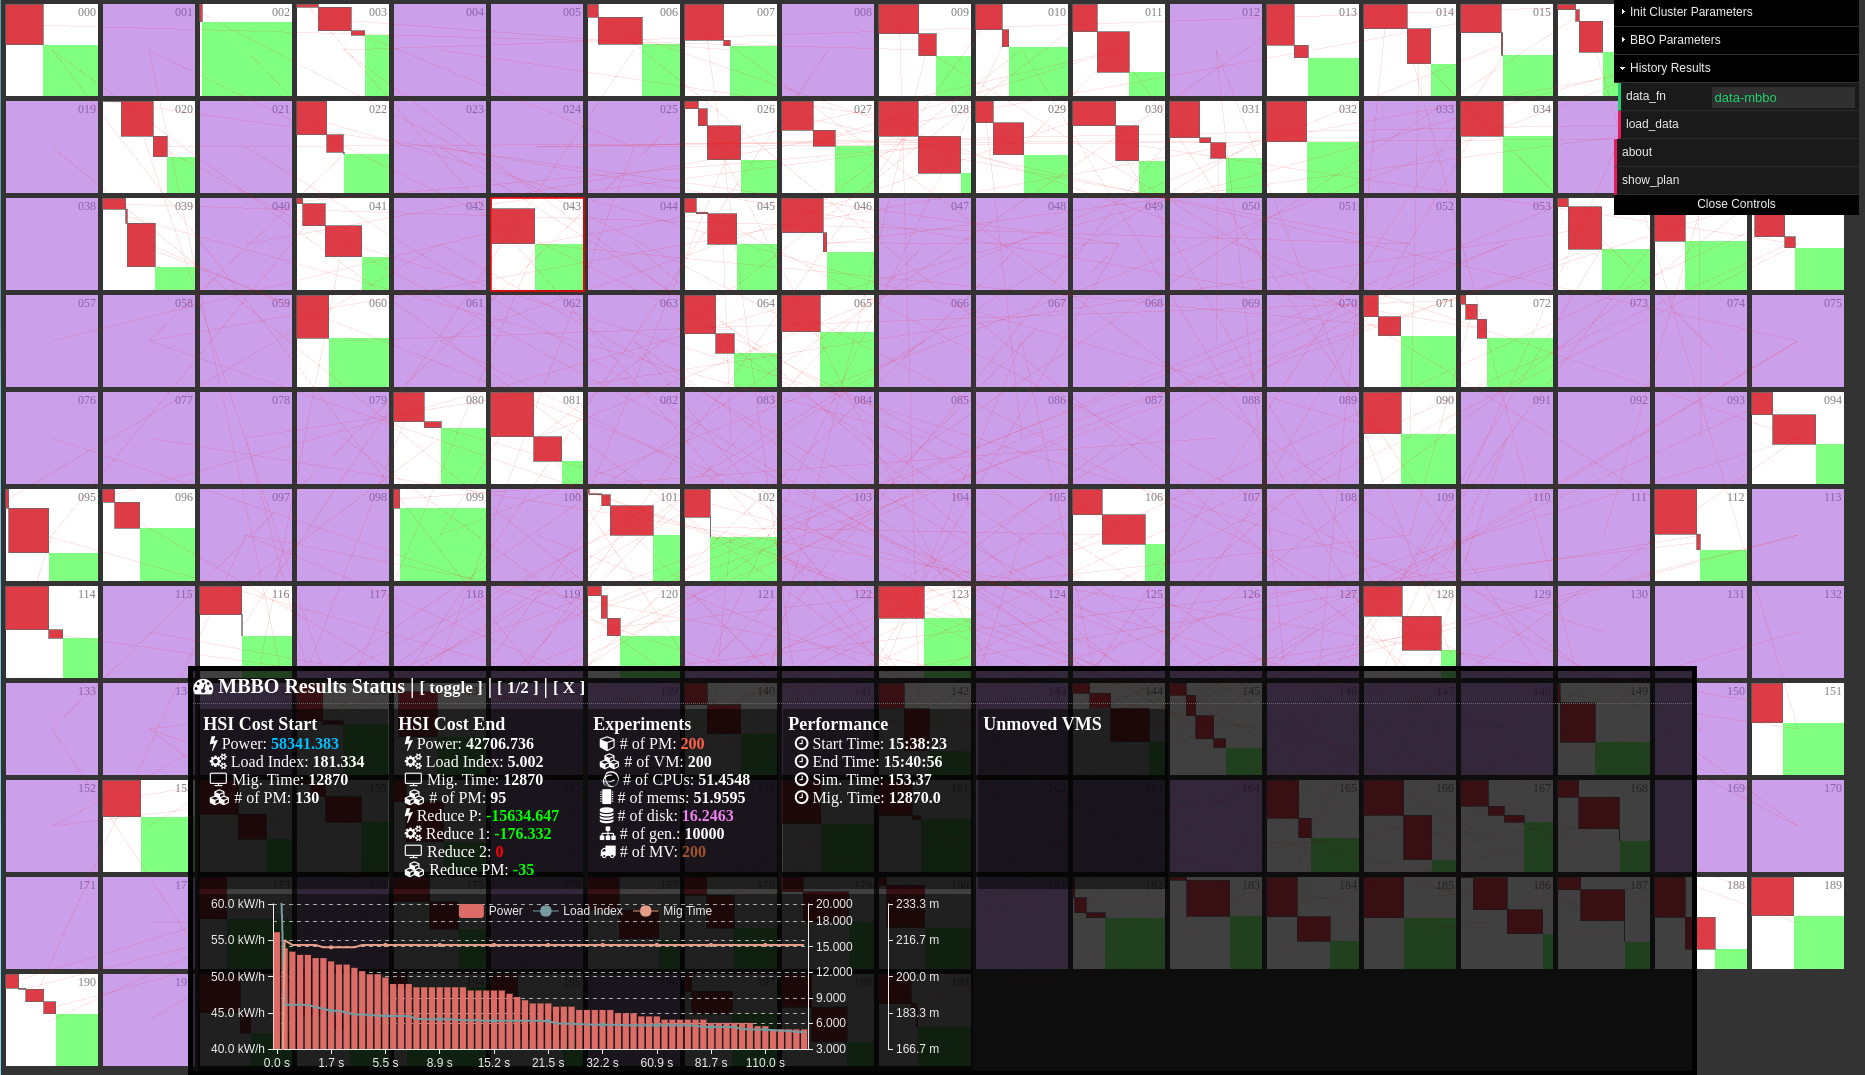 000 001 002 003 004 005 006 007 008 009 010 011 012 013 014 015
Init Cluster Parameters
BBO Parameters
History Results
data_fn data-mbbo
load_data
about
show_plan
Close Controls
019 020 021 022 023 024 025 026 027 028 029 030 031 032 033 034
038 039 040 041 042 043 044 045 046 047 048 049 050 051 052 053
057 058 059 060 061 062 063 064 065 066 067 068 069 070 071 072 073 074 075
076 077 078 079 080 081 082 083 084 085 086 087 088 089 090 091 092 093 094
095 096 097 098 099 100 101 102 103 104 105 106 107 108 109 110 111 112 113
114 115 116 117 118 119 120 121 122 123 124 125 126 127 128 129 130 131 132
133 139 140 141 142 143 144 145 146 147 148 149 150 151
152 162 163 164 165 166 167 168 169 170
171 182 183 184 185 186 187 188 189
190
MBBO Results Status | [ toggle ] | [ 1/2 ] | [ X ]
HSI Cost Start
Power: 58341.383
Load Index: 181.334
Mig. Time: 12870
# of PM: 130
HSI Cost End
Power: 42706.736
Load Index: 5.002
Mig. Time: 12870
# of PM: 95
Reduce P: -15634.647
Reduce 1: -176.332
Reduce 2: 0
Reduce PM: -35
Experiments
# of PM: 200
# of VM: 200
# of CPUs: 51.4548
# of mems: 51.9595
# of disk: 16.2463
# of gen.: 10000
# of MV: 200
Performance
Start Time: 15:38:23
End Time: 15:40:56
Sim. Time: 153.37
Mig. Time: 12870.0
Unmoved VMS
Power Load Index Mig Time
60.0 kW/h
55.0 kW/h
50.0 kW/h
45.0 kW/h
40.0 kW/h
20.000
18.000
15.000
12.000
9.000
6.000
3.000
233.3 m
216.7 m
200.0 m
183.3 m
166.7 m
0.0 s 1.7 s 5.5 s 8.9 s 15.2 s 21.5 s 32.2 s 60.9 s 81.7 s 110.0 s